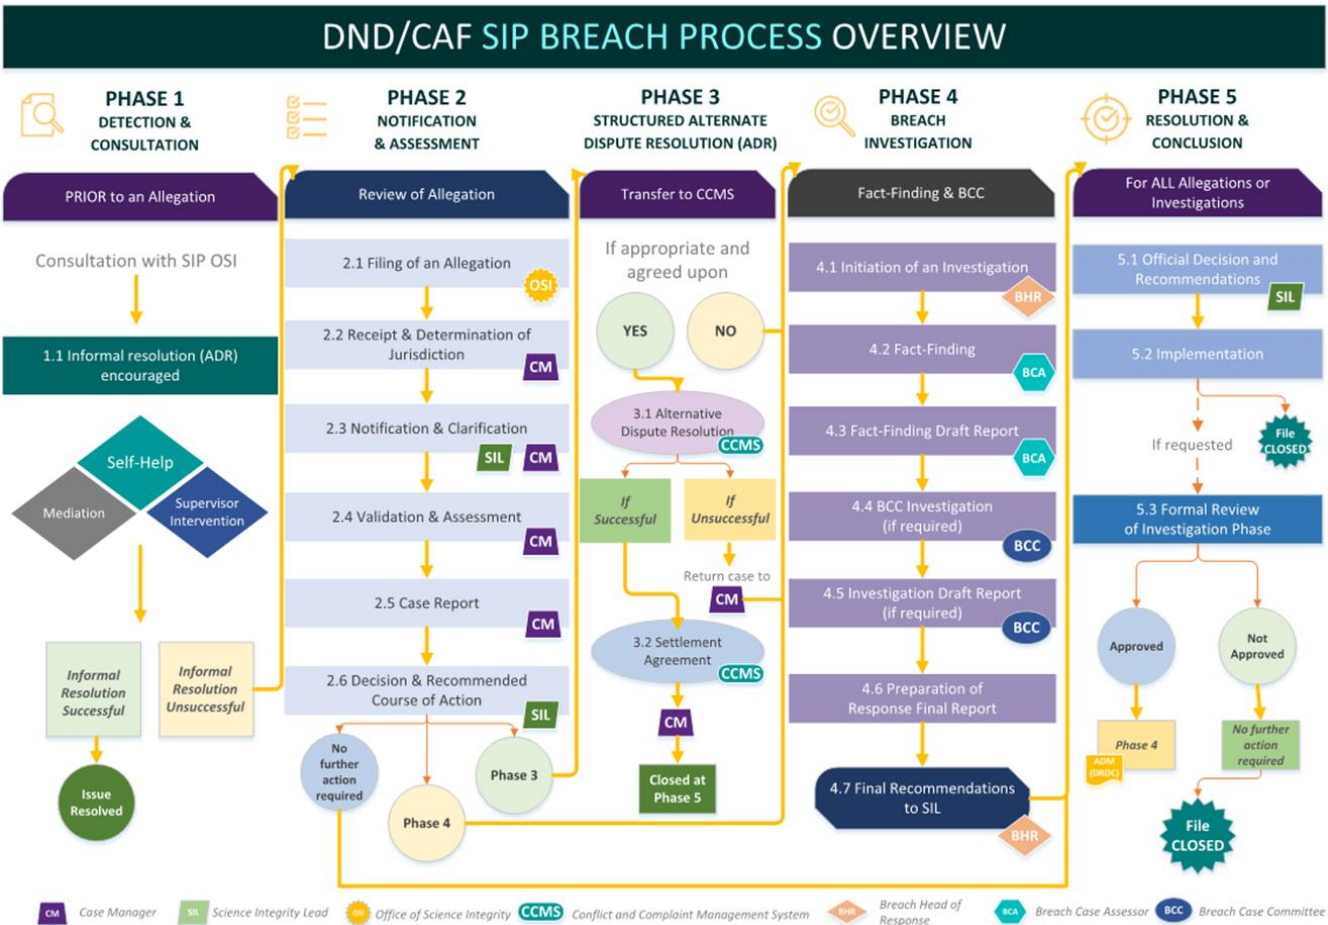 DND/CAF SIP BREACH PROCESS OVERVIEW
PHASE 1
DETECTION &
CONSULTATION
PRIOR to an Allegation
Consultation with SIP OSI
1.1 Informal resolution (ADR)
encouraged
Self-Help
Mediation
Supervisor
Intervention
Informal
Resolution
Successful
Informal
Resolution
Unsuccessful
Issue
Resolved
PHASE 2
NOTIFICATION
& ASSESSMENT
Review of Allegation
2.1 Filing of an Allegation
OSI
2.2 Receipt & Determination of
Jurisdiction
CM
2.3 Notification & Clarification
SIL
CM
2.4 Validation & Assessment
CM
2.5 Case Report
CM
2.6 Decision & Recommended
Course of Action
SIL
No
further
action
required
Phase 4
Phase 3
PHASE 3
STRUCTURED ALTERNATE
DISPUTE RESOLUTION (ADR)
Transfer to CCMS
If appropriate and
agreed upon
YES
NO
3.1 Alternative
Dispute Resolution
CCMS
If
Successful
If
Unsuccessful
Return case to
CM
3.2 Settlement
Agreement
CCMS
CM
Closed at
Phase 5
PHASE 4
BREACH
INVESTIGATION
Fact-Finding & BCC
4.1 Initiation of an Investigation
BHR
4.2 Fact-Finding
BCA
4.3 Fact-Finding Draft Report
BCA
4.4 BCC Investigation
(if required)
BCC
4.5 Investigation Draft Report
(if required)
BCC
4.6 Preparation of
Response Final Report
4.7 Final Recommendations
to SIL
BHR
PHASE 5
RESOLUTION &
CONCLUSION
For ALL Allegations or
Investigations
5.1 Official Decision and
Recommendations
SIL
5.2 Implementation
If requested
File
CLOSED
5.3 Formal Review
of Investigation Phase
Approved
Not
Approved
Phase 4
ADM
(DRDC)
No further
action
required
File
CLOSED
CM Case Manager
SIL Science Integrity Lead
OSI Office of Science Integrity
CCMS Conflict and Complaint Management System
BHR Breach Head of
Response
BCA Breach Case Assessor
BCC Breach Case Committee